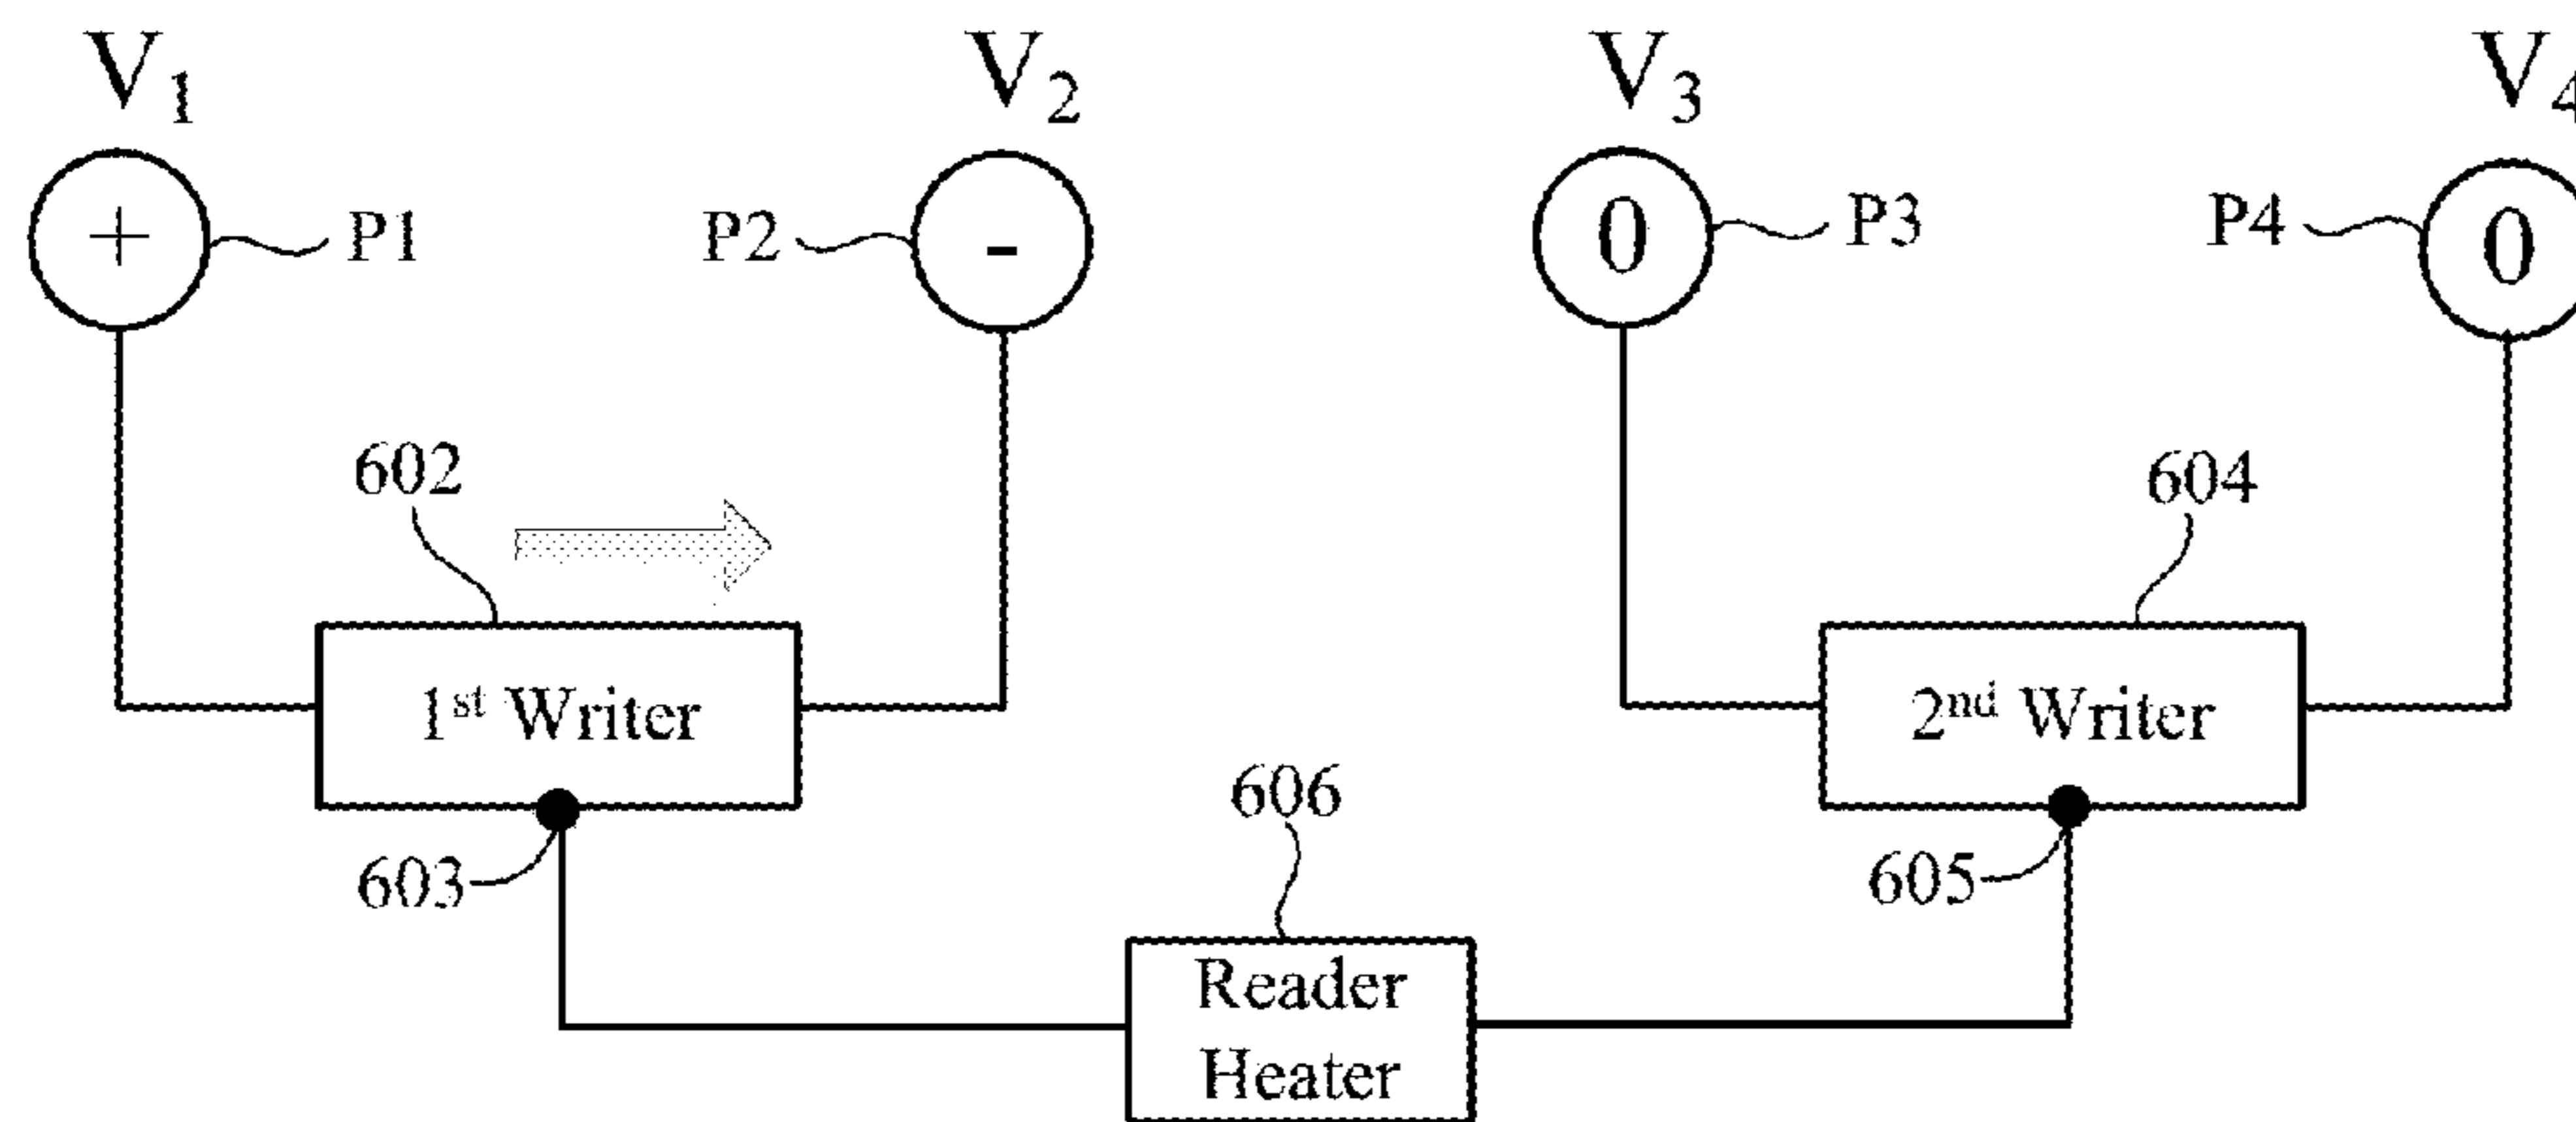 V1 V2 V3 V4
+ P1 P2 - 0 P3 P4 0
602 604
1st Writer 2nd Writer
606
603 605
Reader
Heater